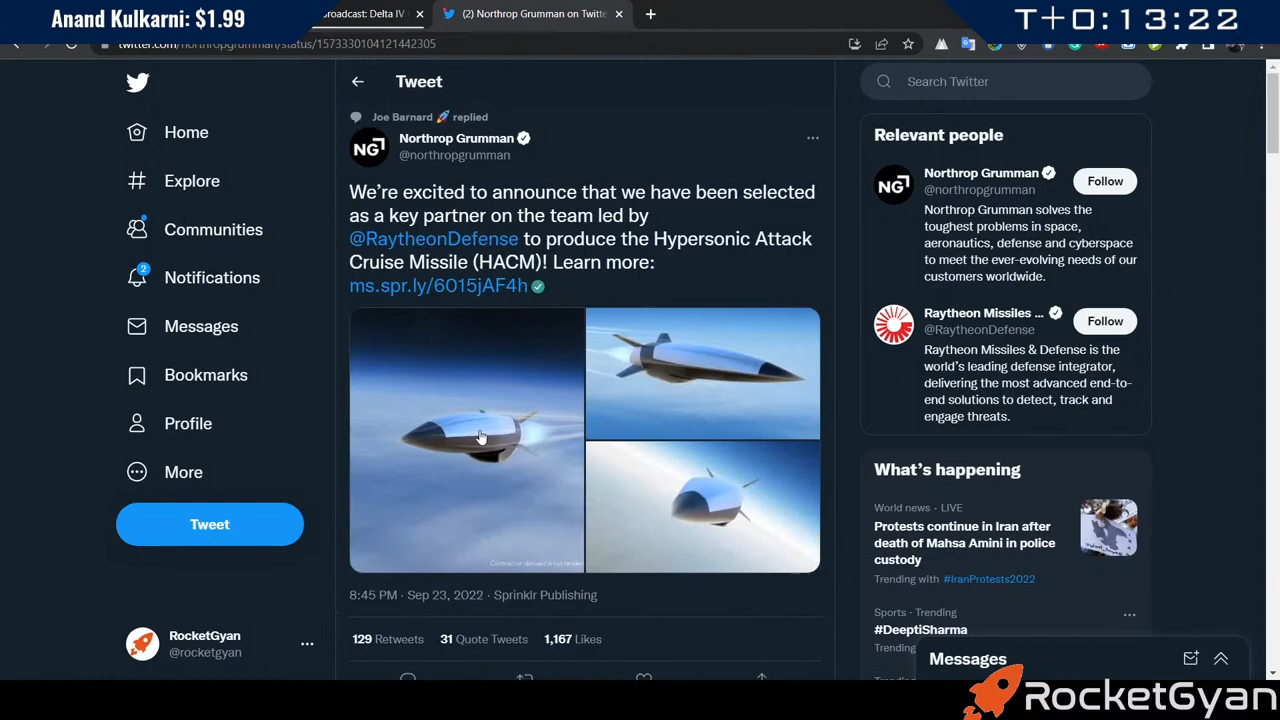 Anand Kulkarni: $1.99
broadcast: Delta IV
(2) Northrop Grumman on Twitte
T+0:13:22
twitter.com/northropgrumman/status/1573330104121442305
Home
Explore
Communities
2
Notifications
Messages
Bookmarks
Profile
More
Tweet
RocketGyan
@rocketgyan
Tweet
Joe Barnard 🚀 replied
NG
Northrop Grumman
@northropgrumman
We're excited to announce that we have been selected
as a key partner on the team led by
@RaytheonDefense to produce the Hypersonic Attack
Cruise Missile (HACM)! Learn more:
ms.spr.ly/6015jAF4h
8:45 PM · Sep 23, 2022 · Sprinklr Publishing
129 Retweets 31 Quote Tweets 1,167 Likes
Search Twitter
Relevant people
NG
Northrop Grumman
@northropgrumman
Follow
Northrop Grumman solves the
toughest problems in space,
aeronautics, defense and cyberspace
to meet the ever-evolving needs of our
customers worldwide.
Raytheon Missiles ...
@RaytheonDefense
Follow
Raytheon Missiles & Defense is the
world's leading defense integrator,
delivering the most advanced end-to-
end solutions to detect, track and
engage threats.
What's happening
World news · LIVE
Protests continue in Iran after
death of Mahsa Amini in police
custody
Trending with #IranProtests2022
Sports · Trending
#DeeptiSharma
Trending
Messages
RocketGyan